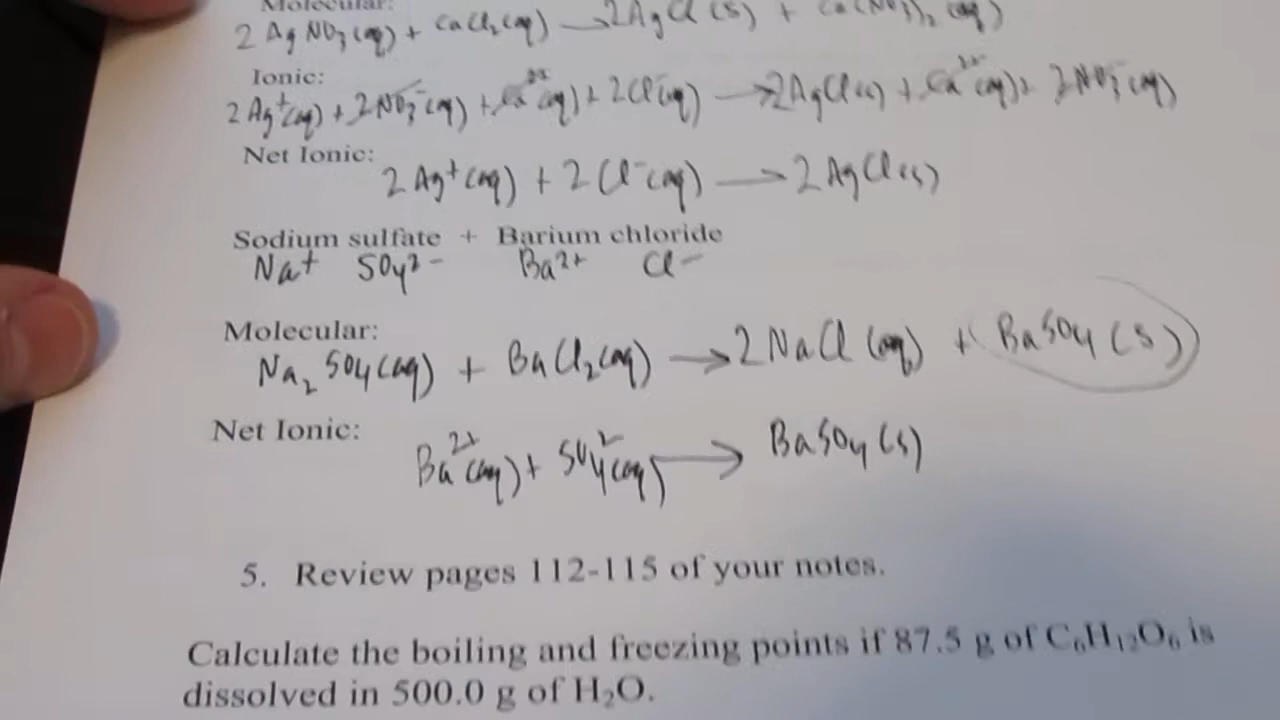 Molecular:
2 AgNO₃(aq) + CaCl₂(aq) → 2AgCl(s) + Ca(NO₃)₂(aq)
Ionic:
2Ag⁺(aq) + 2NO₃⁻(aq) + Ca²⁺(aq) + 2Cl⁻(aq) → 2AgCl(s) + Ca²⁺(aq) + 2NO₃⁻(aq)
Net Ionic:
2Ag⁺(aq) + 2Cl⁻(aq) → 2AgCl(s)
Sodium sulfate + Barium chloride
Na⁺ SO₄²⁻ Ba²⁺ Cl⁻
Molecular:
Na₂SO₄(aq) + BaCl₂(aq) → 2NaCl(aq) + BaSO₄(s)
Net Ionic:
Ba²⁺(aq) + SO₄²⁻(aq) → BaSO₄(s)
5. Review pages 112-115 of your notes.
Calculate the boiling and freezing points if 87.5 g of C₆H₁₂O₆ is
dissolved in 500.0 g of H₂O.